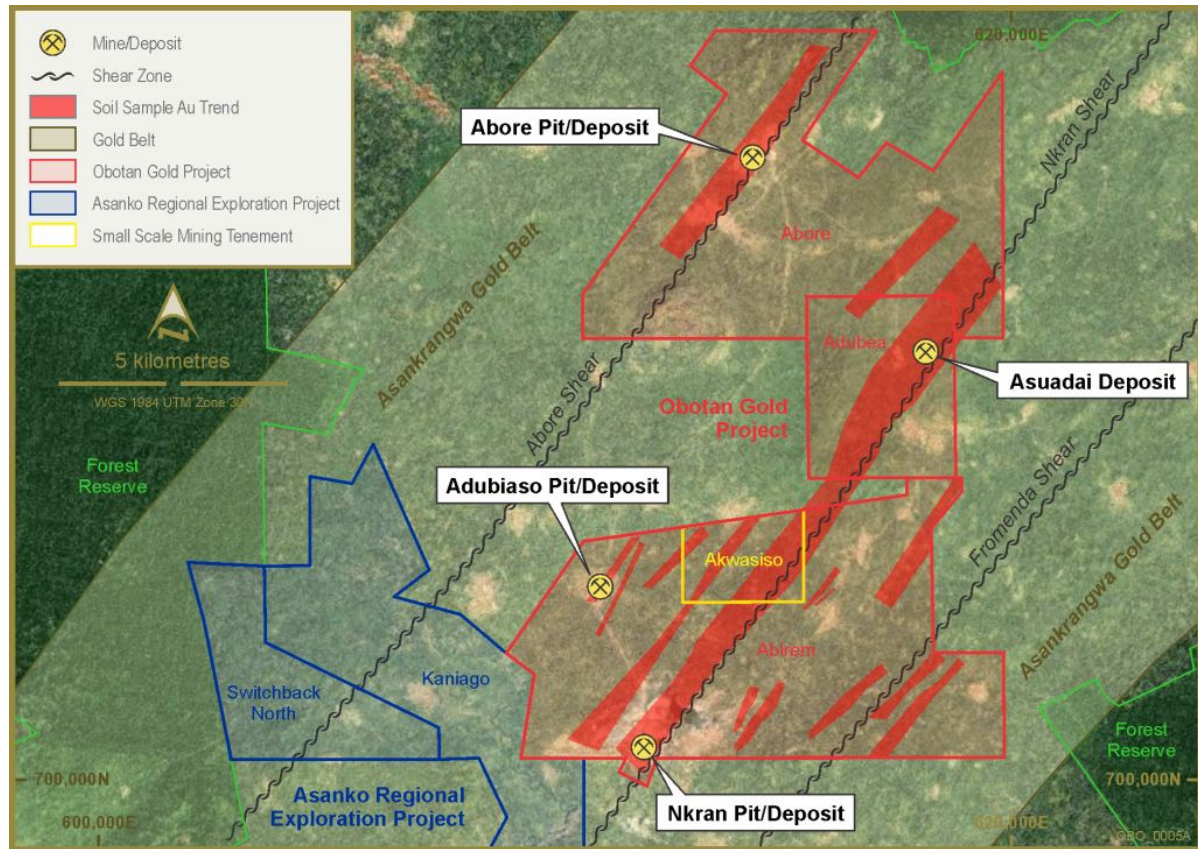 Mine/Deposit
Shear Zone
Soil Sample Au Trend
Gold Belt
Obotan Gold Project
Asanko Regional Exploration Project
Small Scale Mining Tenement
620,000E
Nkran Shear
Abore Pit/Deposit
Abore
Asankrangwa Gold Belt
5 kilometres
WGS 1984 UTM Zone 30N
Abore Shear
Adubea
Asuadai Deposit
Obotan Gold
Project
Forest
Reserve
Adubiaso Pit/Deposit
Fromenda Shear
Akwasiso
Asankrangwa Gold Belt
Abirem
Kaniago
Switchback
North
Forest
Reserve
700,000N
700,000N
Asanko Regional
Exploration Project
Nkran Pit/Deposit
600,000E
620,000E